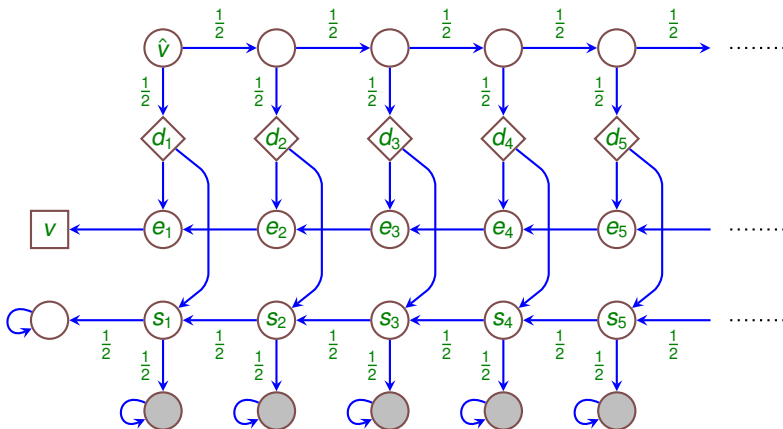 1/2 1/2 1/2 1/2 1/2
v̂
1/2 1/2 1/2 1/2 1/2
d₁ d₂ d₃ d₄ d₅
v e₁ e₂ e₃ e₄ e₅
s₁ s₂ s₃ s₄ s₅
1/2 1/2 1/2 1/2 1/2 1/2
1/2 1/2 1/2 1/2 1/2